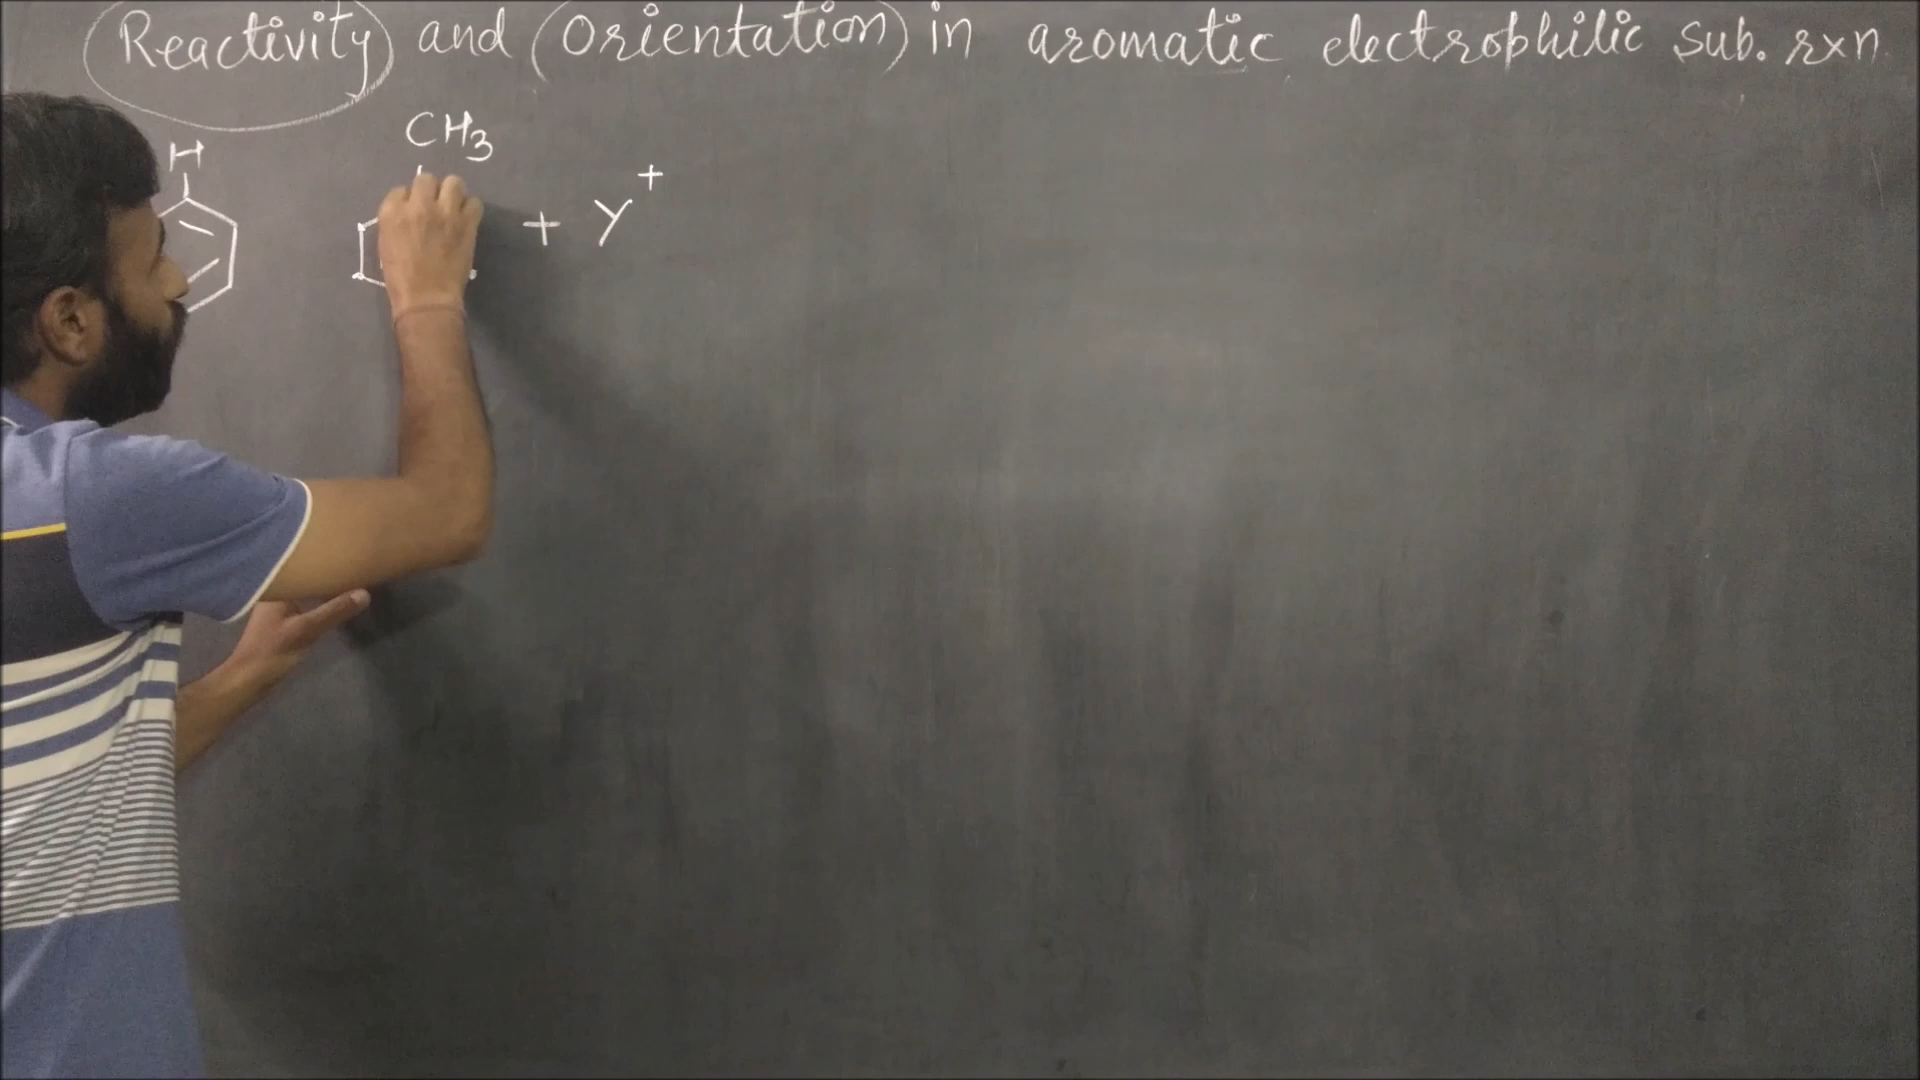 (Reactivity) and (Orientation) in aromatic electrophilic sub. rxn
H
CH3
+ Y+